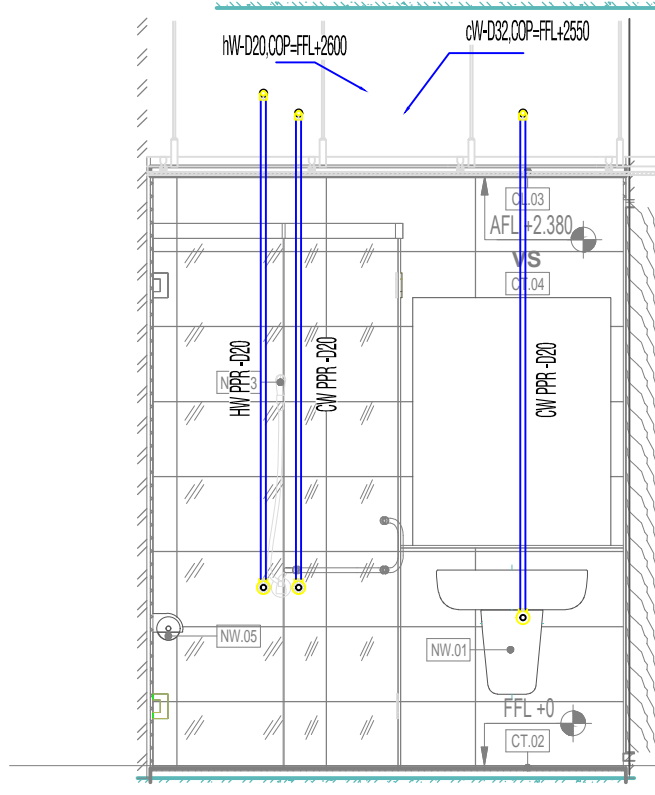 hW-D20,COP=FFL+2600
cW-D32,COP=FFL+2550
CL.03
AFL +2.380
VS
CT.04
HW PPR -D20
CW PPR -D20
CW PPR -D20
NW.05
NW.01
FFL +0
CT.02